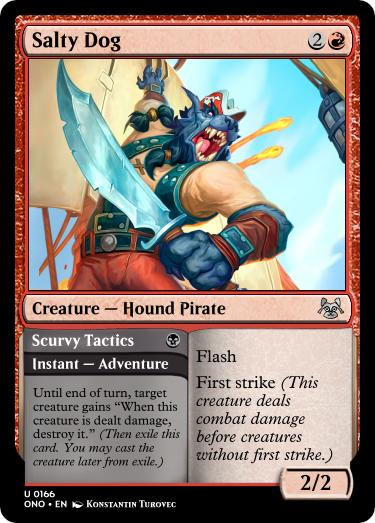 Salty Dog 2R
Creature — Hound Pirate
Scurvy Tactics
Instant — Adventure
Until end of turn, target
creature gains “When this
creature is dealt damage,
destroy it.” (Then exile this
card. You may cast the
creature later from exile.)
Flash
First strike (This
creature deals
combat damage
before creatures
without first strike.)
2/2
U 0166
ONO • EN Konstantin Turovec